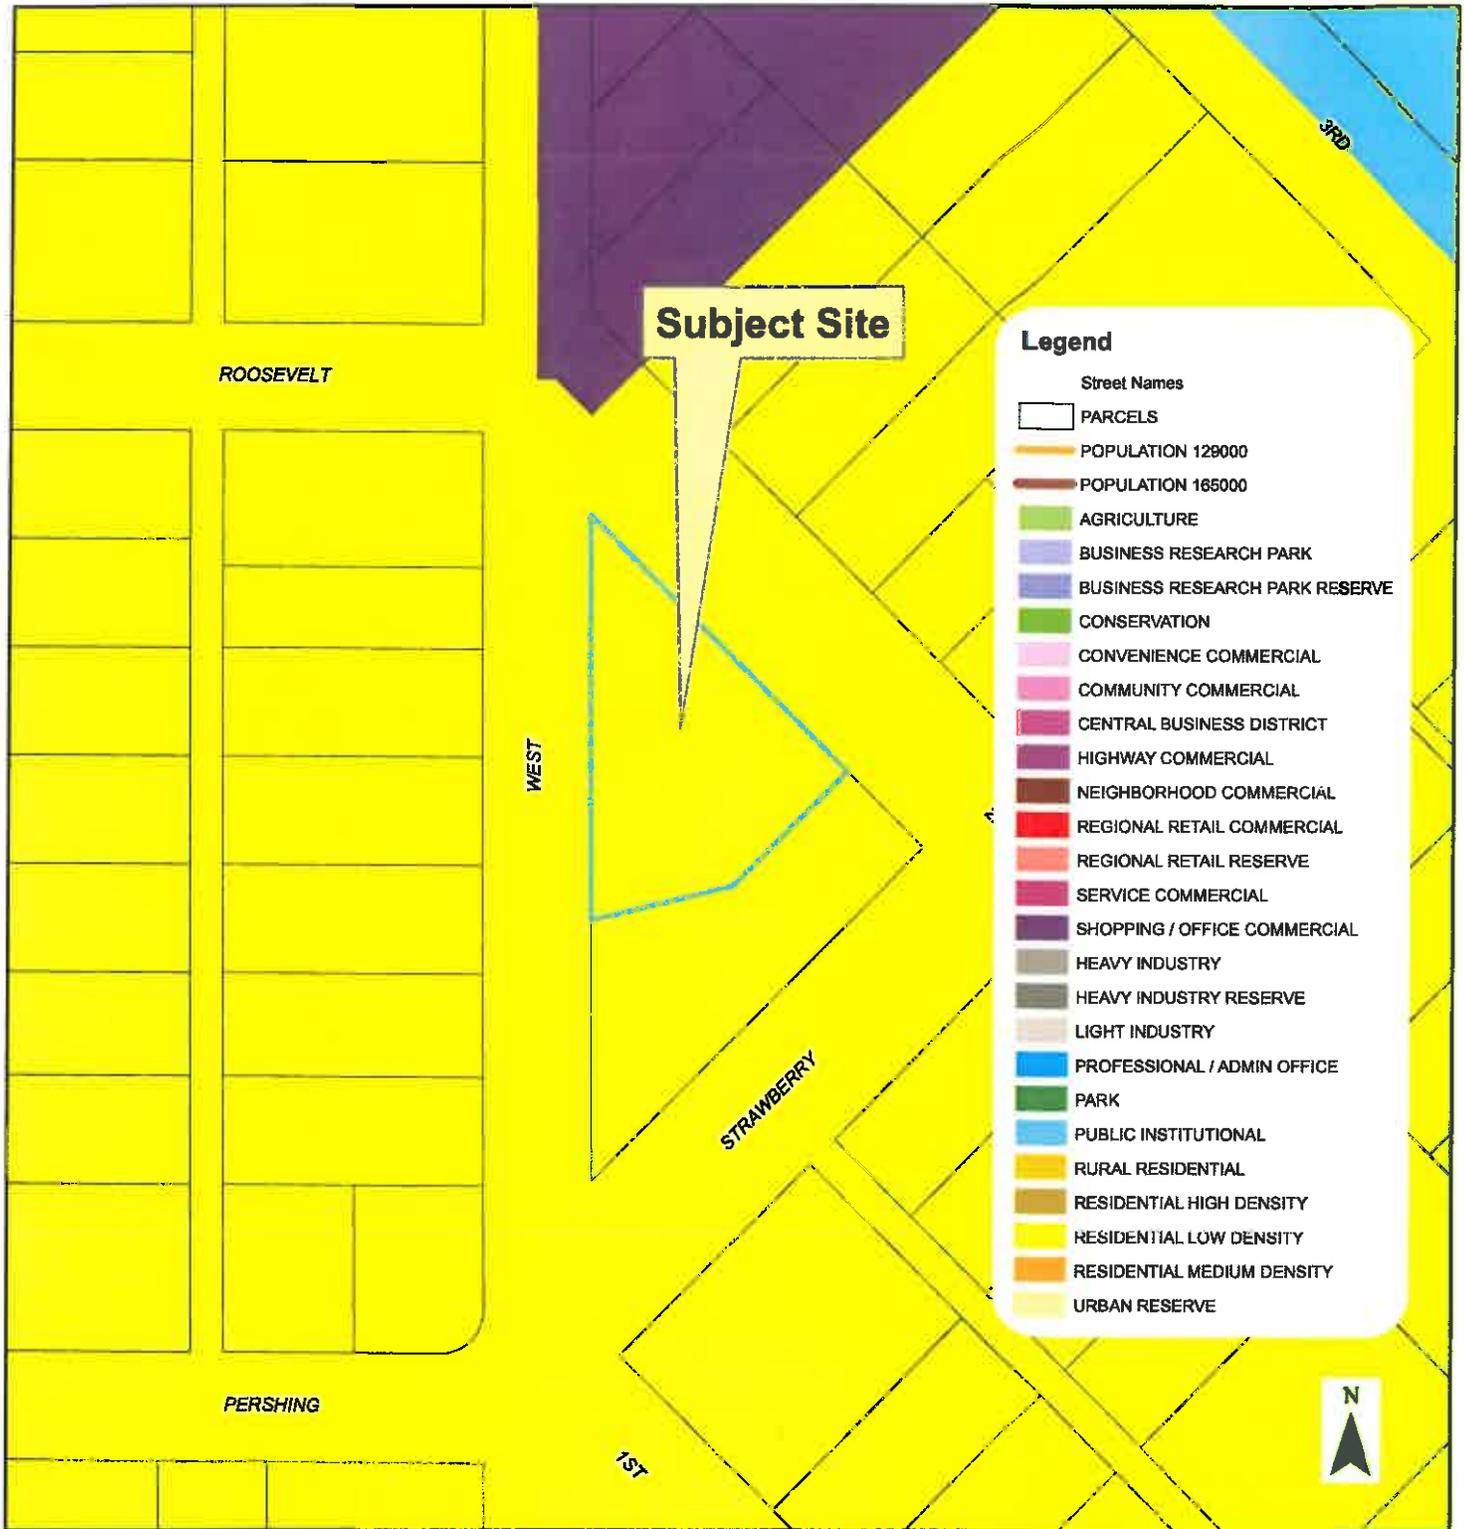 3RD
Subject Site
ROOSEVELT
WEST
STRAWBERRY
PERSHING
1ST
Legend
Street Names
PARCELS
POPULATION 129000
POPULATION 165000
AGRICULTURE
BUSINESS RESEARCH PARK
BUSINESS RESEARCH PARK RESERVE
CONSERVATION
CONVENIENCE COMMERCIAL
COMMUNITY COMMERCIAL
CENTRAL BUSINESS DISTRICT
HIGHWAY COMMERCIAL
NEIGHBORHOOD COMMERCIAL
REGIONAL RETAIL COMMERCIAL
REGIONAL RETAIL RESERVE
SERVICE COMMERCIAL
SHOPPING / OFFICE COMMERCIAL
HEAVY INDUSTRY
HEAVY INDUSTRY RESERVE
LIGHT INDUSTRY
PROFESSIONAL / ADMIN OFFICE
PARK
PUBLIC INSTITUTIONAL
RURAL RESIDENTIAL
RESIDENTIAL HIGH DENSITY
RESIDENTIAL LOW DENSITY
RESIDENTIAL MEDIUM DENSITY
URBAN RESERVE
N